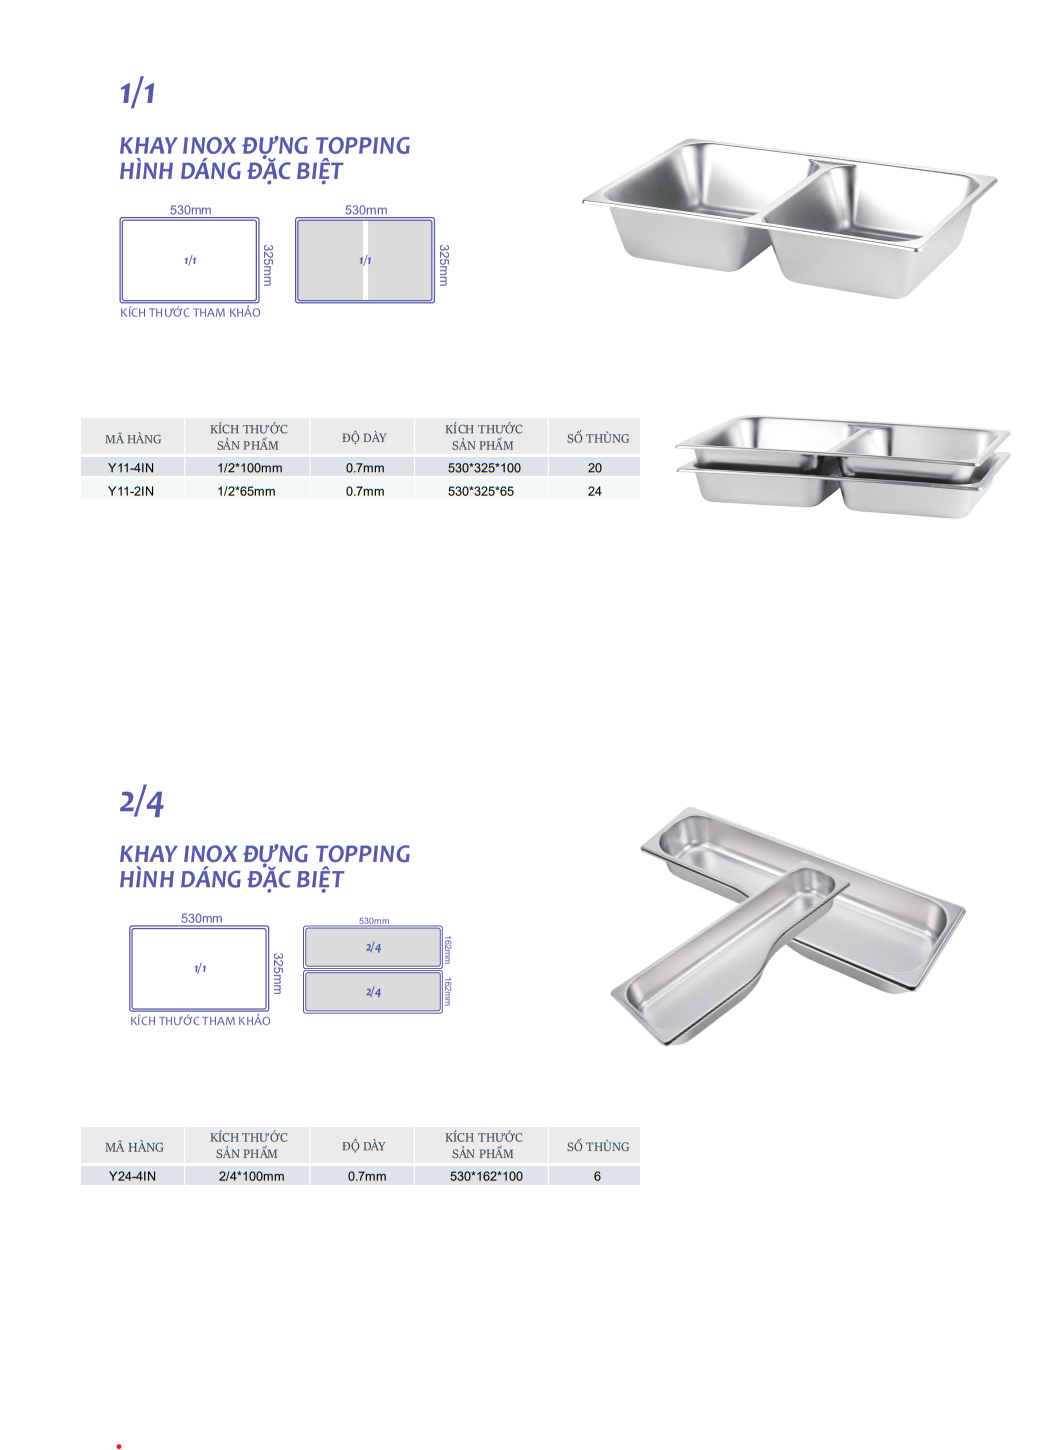 1/1
KHAY INOX ĐỰNG TOPPING
HÌNH DÁNG ĐẶC BIỆT
530mm 530mm
1/1 325mm 1/1 325mm
KÍCH THƯỚC THAM KHẢO
MÃ HÀNG KÍCH THƯỚC SẢN PHẨM ĐỘ DÀY KÍCH THƯỚC SẢN PHẨM SỐ THÙNG
Y11-4IN 1/2*100mm 0.7mm 530*325*100 20
Y11-2IN 1/2*65mm 0.7mm 530*325*65 24
2/4
KHAY INOX ĐỰNG TOPPING
HÌNH DÁNG ĐẶC BIỆT
530mm 530mm
1/1 325mm 2/4 162mm
2/4 162mm
KÍCH THƯỚC THAM KHẢO
MÃ HÀNG KÍCH THƯỚC SẢN PHẨM ĐỘ DÀY KÍCH THƯỚC SẢN PHẨM SỐ THÙNG
Y24-4IN 2/4*100mm 0.7mm 530*162*100 6